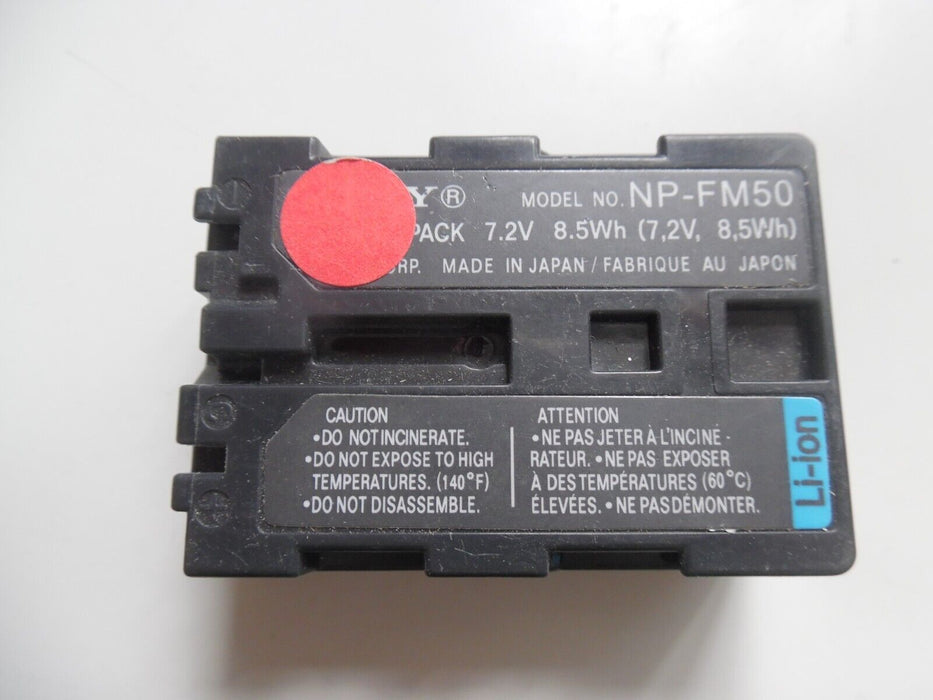 Y®
MODEL NO. NP-FM50
PACK 7.2V 8.5Wh (7,2V, 8,5Wh)
ORP. MADE IN JAPAN / FABRIQUE AU JAPON
CAUTION
•DO NOT INCINERATE.
•DO NOT EXPOSE TO HIGH
TEMPERATURES. (140°F)
•DO NOT DISASSEMBLE.
ATTENTION
•NE PAS JETER À L'INCINÉ-
RATEUR. •NE PAS EXPOSER
À DES TEMPÉRATURES (60°C)
ÉLEVÉES. •NE PAS DÉMONTER.
Li-ion